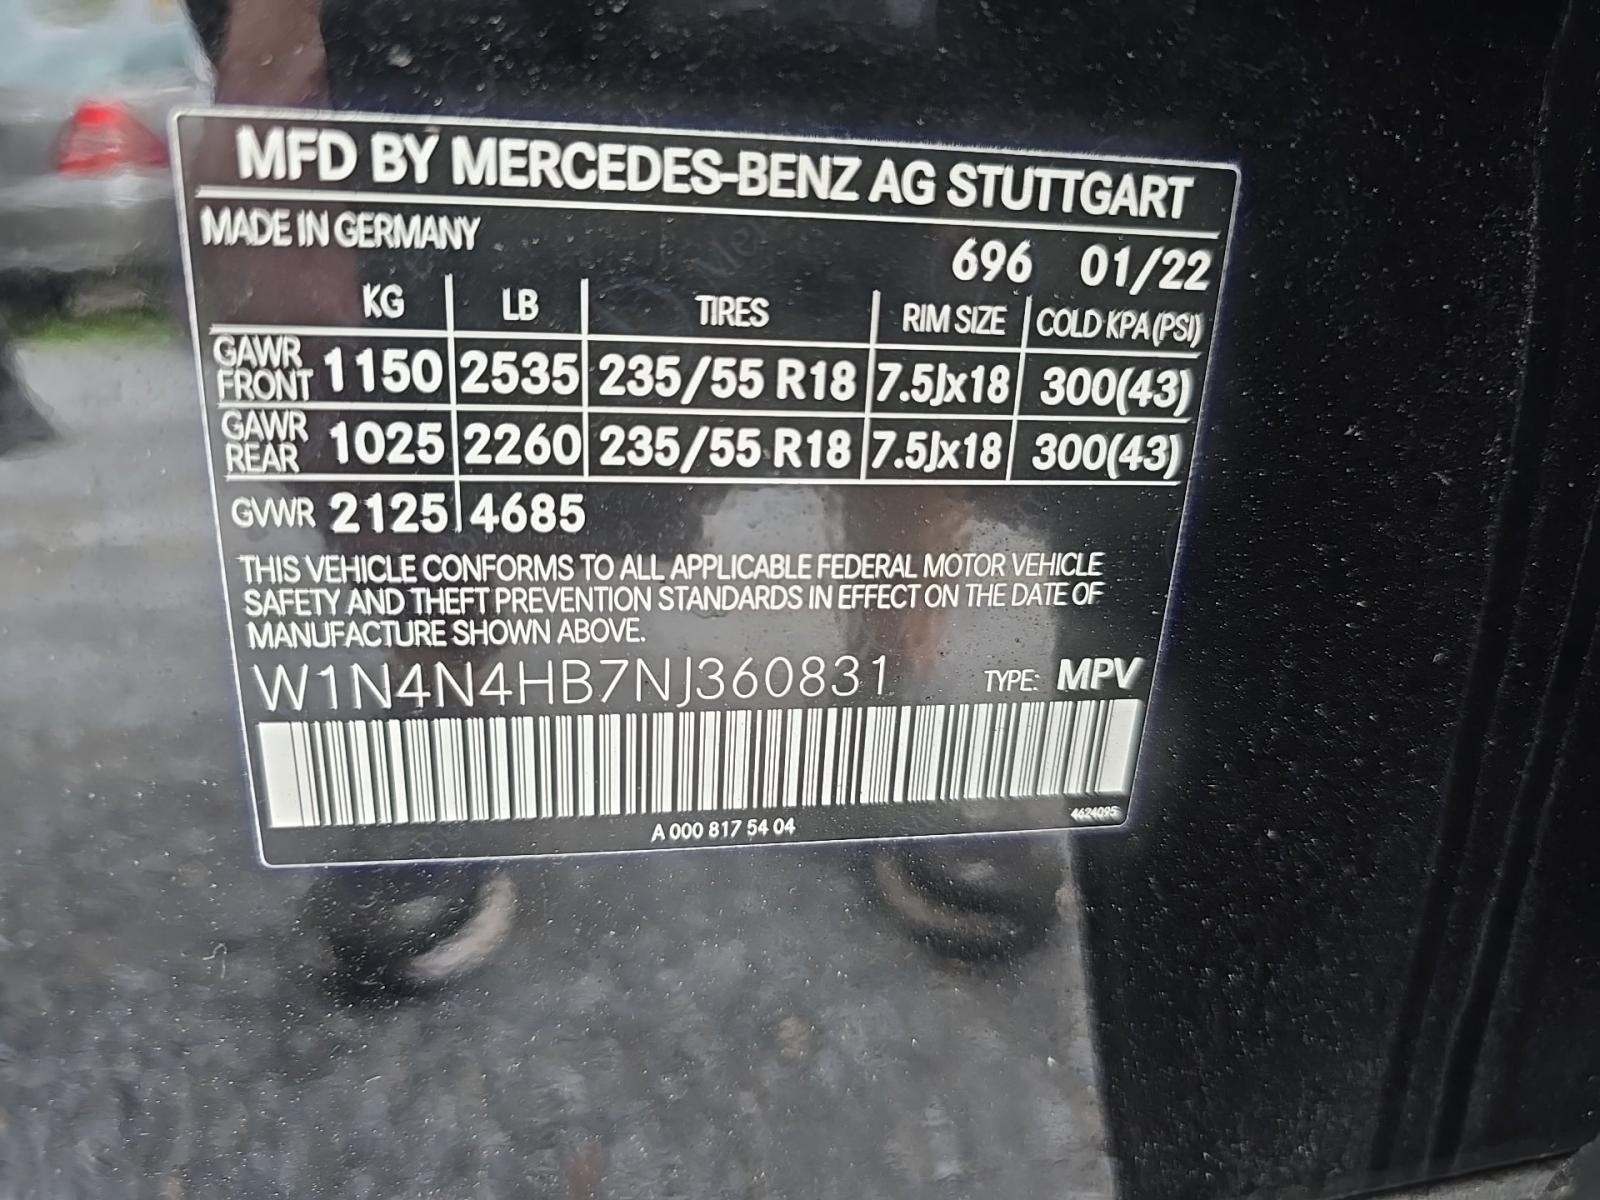 MFD BY MERCEDES-BENZ AG STUTTGART
MADE IN GERMANY
696 01/22
KG LB TIRES RIM SIZE COLD KPA(PSI)
GAWR FRONT 1150 2535 235/55 R18 7.5Jx18 300(43)
GAWR REAR 1025 2260 235/55 R18 7.5Jx18 300(43)
GVWR 2125 4685
THIS VEHICLE CONFORMS TO ALL APPLICABLE FEDERAL MOTOR VEHICLE
SAFETY AND THEFT PREVENTION STANDARDS IN EFFECT ON THE DATE OF
MANUFACTURE SHOWN ABOVE.
W1N4N4HB7NJ360831 TYPE: MPV
A 000 817 54 04
4624095